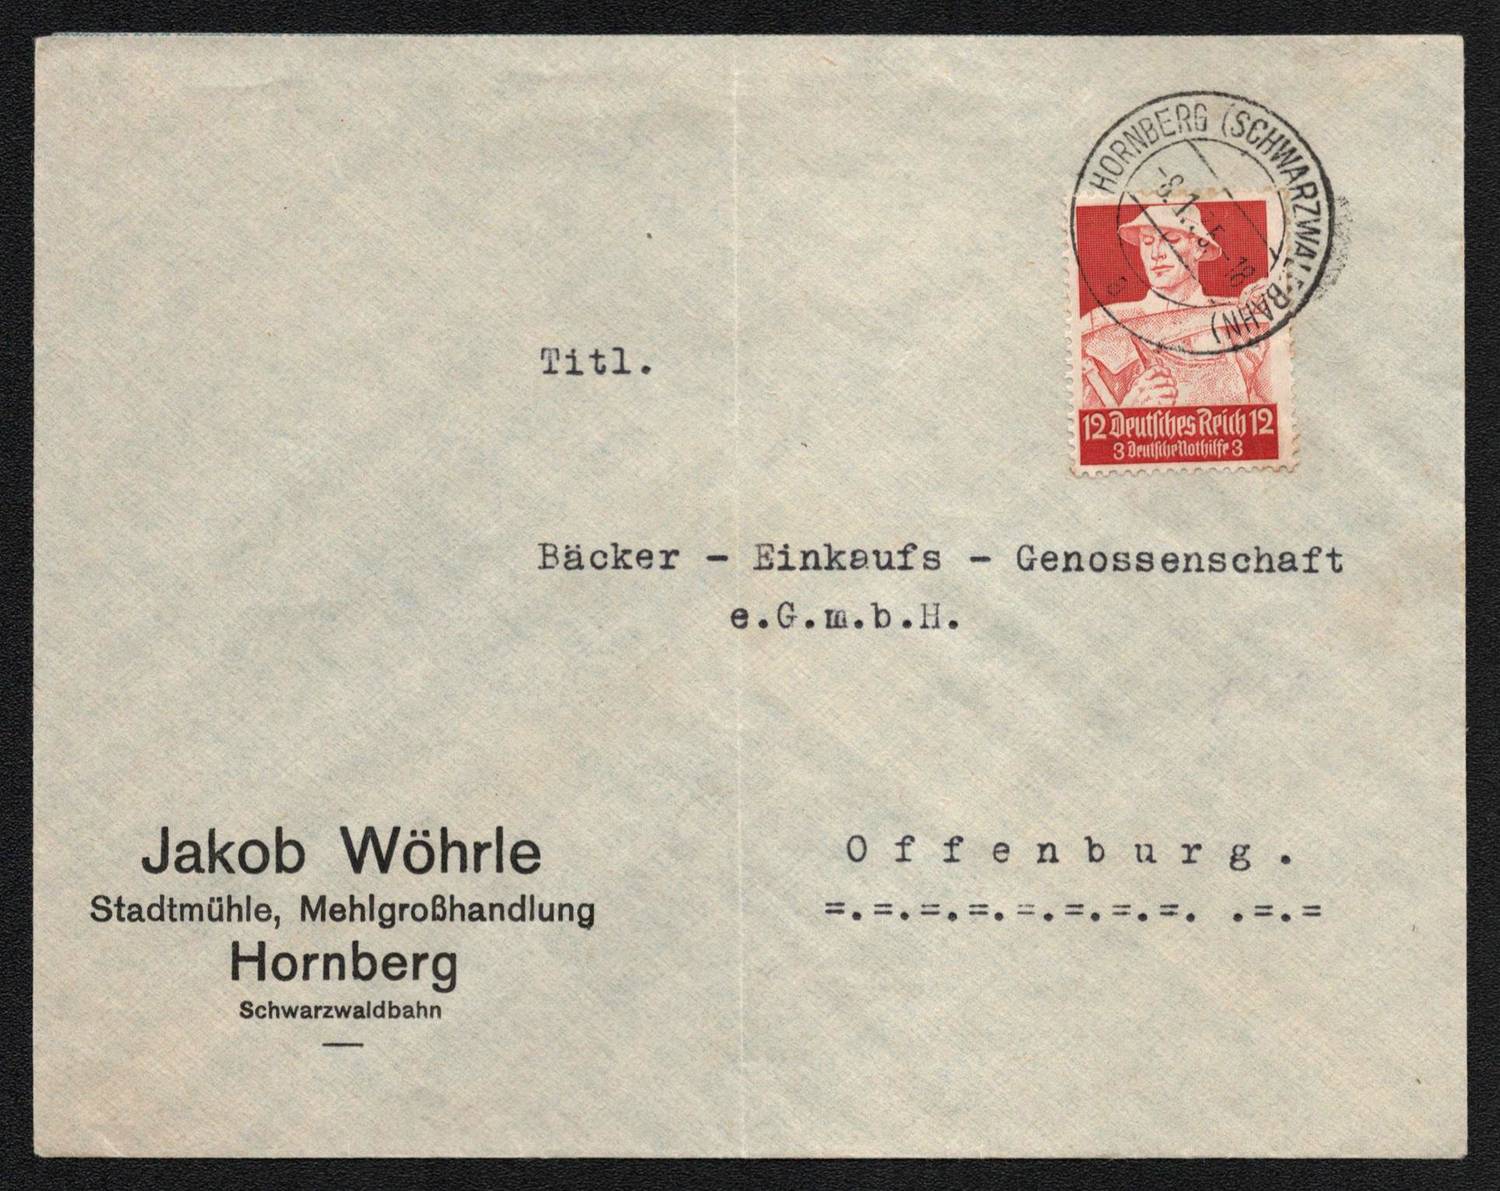 HORNBERG (SCHWARZWALDBAHN)
12 Deutsches Reich 12
3 Deutsche Nothilfe 3
Titl.
Bäcker - Einkaufs - Genossenschaft
e.G.m.b.H.
Offenburg.
=.=.=.=.=.=.=.=. .=.=
Jakob Wöhrle
Stadtmühle, Mehlgroßhandlung
Hornberg
Schwarzwaldbahn